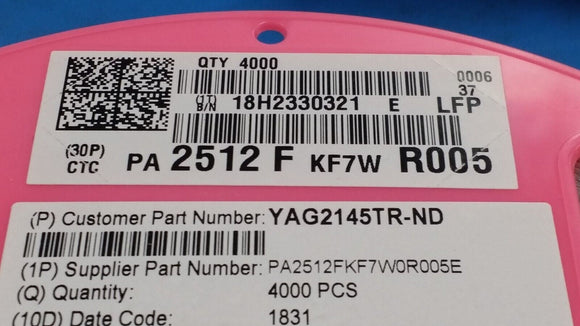 QTY 4000
0006
37
(1T)
B/N 18H2330321 E LFP
(30P)
CTC PA 2512 F KF7W R005
(P) Customer Part Number: YAG2145TR-ND
(1P) Supplier Part Number: PA2512FKF7W0R005E
(Q) Quantity: 4000 PCS
(10D) Date Code: 1831